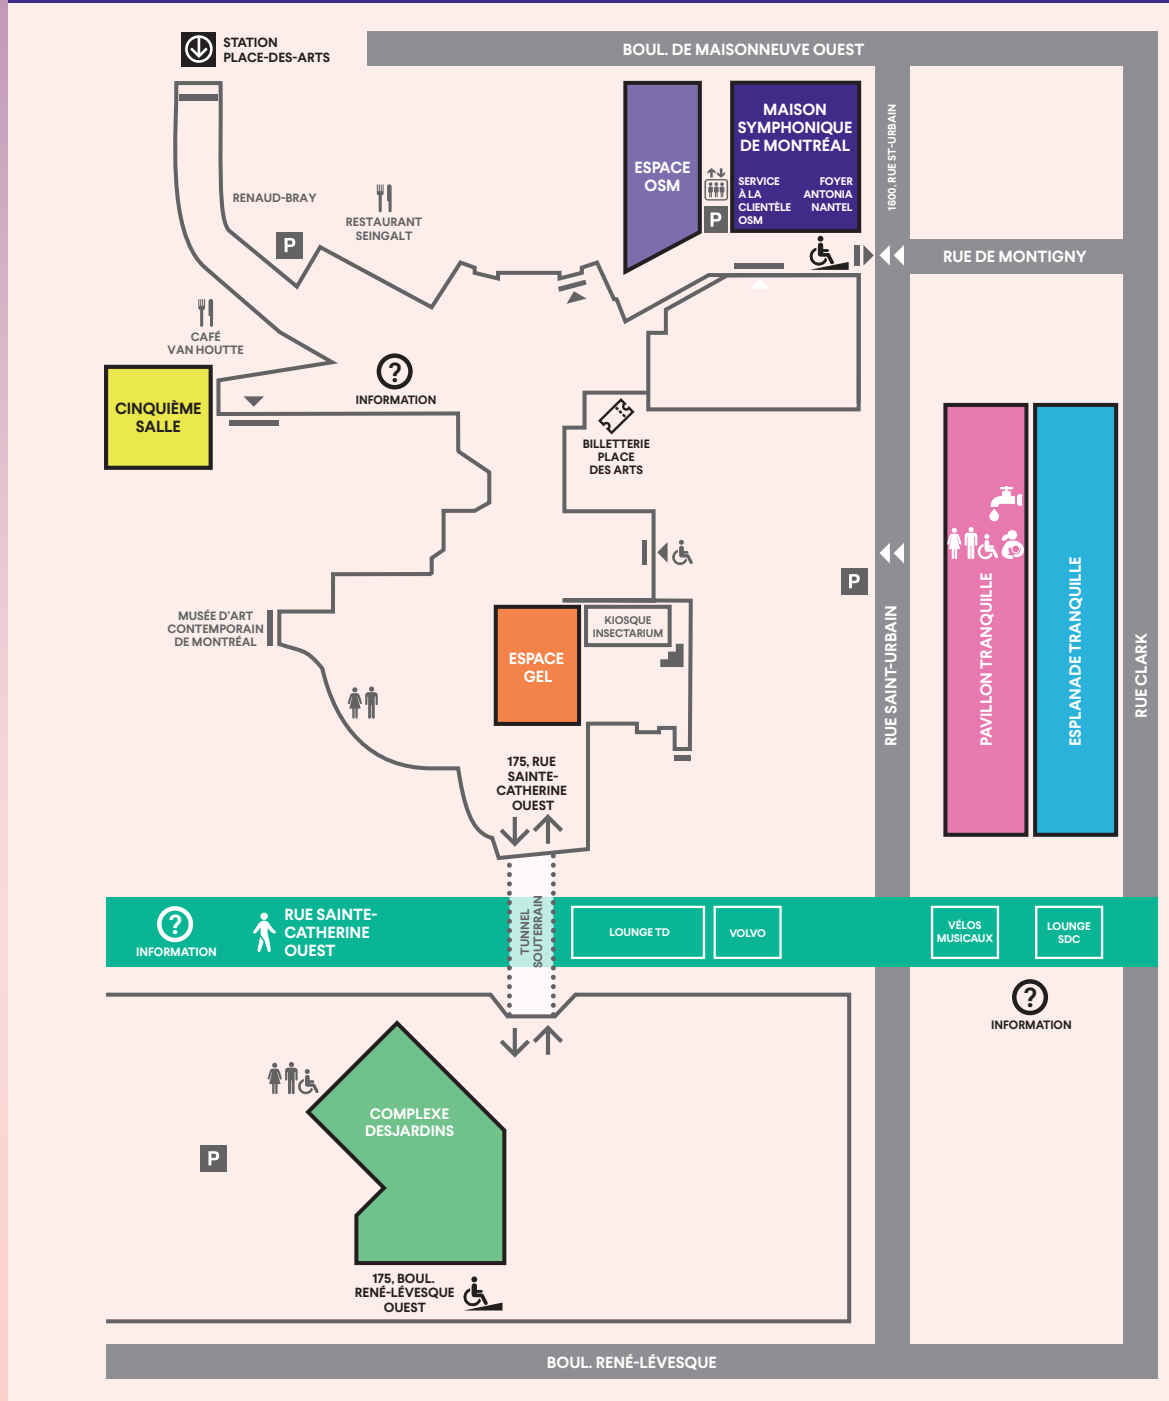 STATION
PLACE-DES-ARTS
BOUL. DE MAISONNEUVE OUEST
MAISON
SYMPHONIQUE
DE MONTRÉAL
SERVICE
À LA
CLIENTÈLE
OSM
FOYER
ANTONIA
NANTEL
ESPACE
OSM
P
1600, RUE ST-URBAIN
RENAUD-BRAY
RESTAURANT
SEINGALT
P
RUE DE MONTIGNY
CAFÉ
VAN HOUTTE
?
INFORMATION
CINQUIÈME
SALLE
BILLETTERIE
PLACE
DES ARTS
P
MUSÉE D'ART
CONTEMPORAIN
DE MONTRÉAL
KIOSQUE
INSECTARIUM
ESPACE
GEL
RUE SAINT-URBAIN
PAVILLON TRANQUILLE
ESPLANADE TRANQUILLE
RUE CLARK
175, RUE
SAINTE-
CATHERINE
OUEST
?
INFORMATION
RUE SAINTE-
CATHERINE
OUEST
TUNNEL
SOUTERRAIN
LOUNGE TD
VOLVO
VÉLOS
MUSICAUX
LOUNGE
SDC
?
INFORMATION
COMPLEXE
DESJARDINS
P
175, BOUL.
RENÉ-LÉVESQUE
OUEST
BOUL. RENÉ-LÉVESQUE